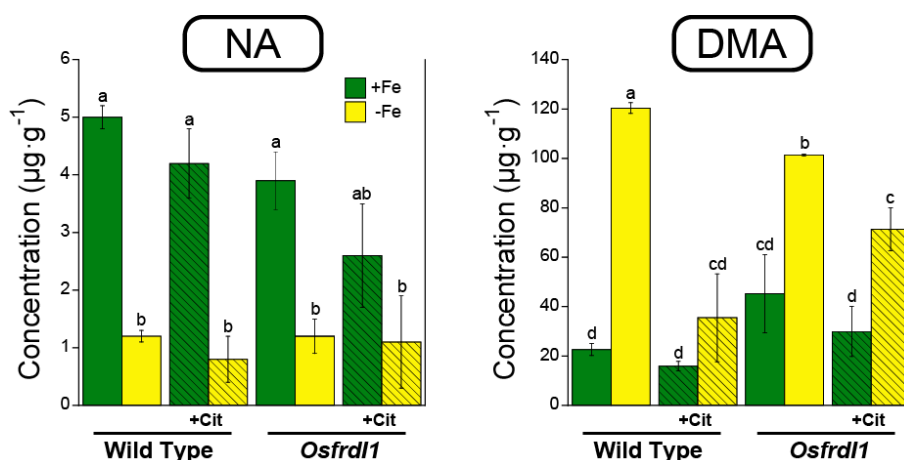 NA
Concentration (µg·g-1)
6
5
4
3
2
1
0
+Fe
-Fe
a
b
a
b
a
b
ab
b
+Cit
+Cit
Wild Type
Osfrdl1
DMA
Concentration (µg·g-1)
140
120
100
80
60
40
20
0
d
a
d
cd
cd
b
d
c
+Cit
+Cit
Wild Type
Osfrdl1